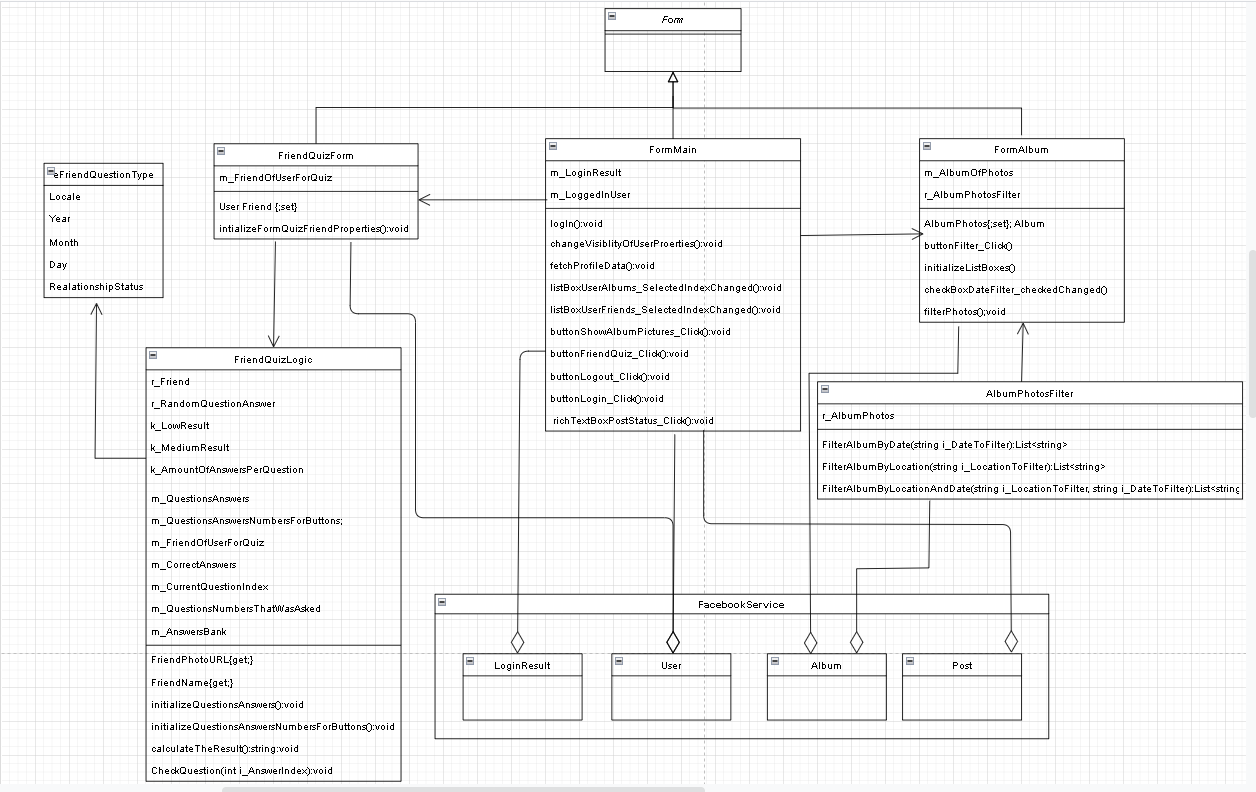 Form
FriendQuizForm
m_FriendOfUserForQuiz
User Friend {;set}
intializeFormQuizFriendProperties():void
FormMain
m_LoginResult
m_LoggedInUser
logIn():void
changeVisiblityOfUserProerties():void
fetchProfileData():void
listBoxUserAlbums_SelectedIndexChanged():void
listBoxUserFriends_SelectedIndexChanged():void
buttonShowAlbumPictures_Click():void
buttonFriendQuiz_Click():void
buttonLogout_Click():void
buttonLogin_Click():void
richTextBoxPostStatus_Click():void
FormAlbum
m_AlbumOfPhotos
r_AlbumPhotosFilter
AlbumPhotos{;set}; Album
buttonFilter_Click()
initializeListBoxes()
checkBoxDateFilter_checkedChanged()
filterPhotos();void
eFriendQuestionType
Locale
Year
Month
Day
RealationshipStatus
FriendQuizLogic
r_Friend
r_RandomQuestionAnswer
k_LowResult
k_MediumResult
k_AmountOfAnswersPerQuestion
m_QuestionsAnswers
m_QuestionsAnswersNumbersForButtons;
m_FriendOfUserForQuiz
m_CorrectAnswers
m_CurrentQuestionIndex
m_QuestionsNumbersThatWasAsked
m_AnswersBank
FriendPhotoURL{get;}
FriendName{get;}
initializeQuestionsAnswers():void
initializeQuestionsAnswersNumbersForButtons():void
calculateTheResult():string:void
CheckQuestion(int i_AnswerIndex):void
AlbumPhotosFilter
r_AlbumPhotos
FilterAlbumByDate(string i_DateToFilter):List<string>
FilterAlbumByLocation(string i_LocationToFilter):List<string>
FilterAlbumByLocationAndDate(string i_LocationToFilter, string i_DateToFilter):List<string
FacebookService
LoginResult
User
Album
Post